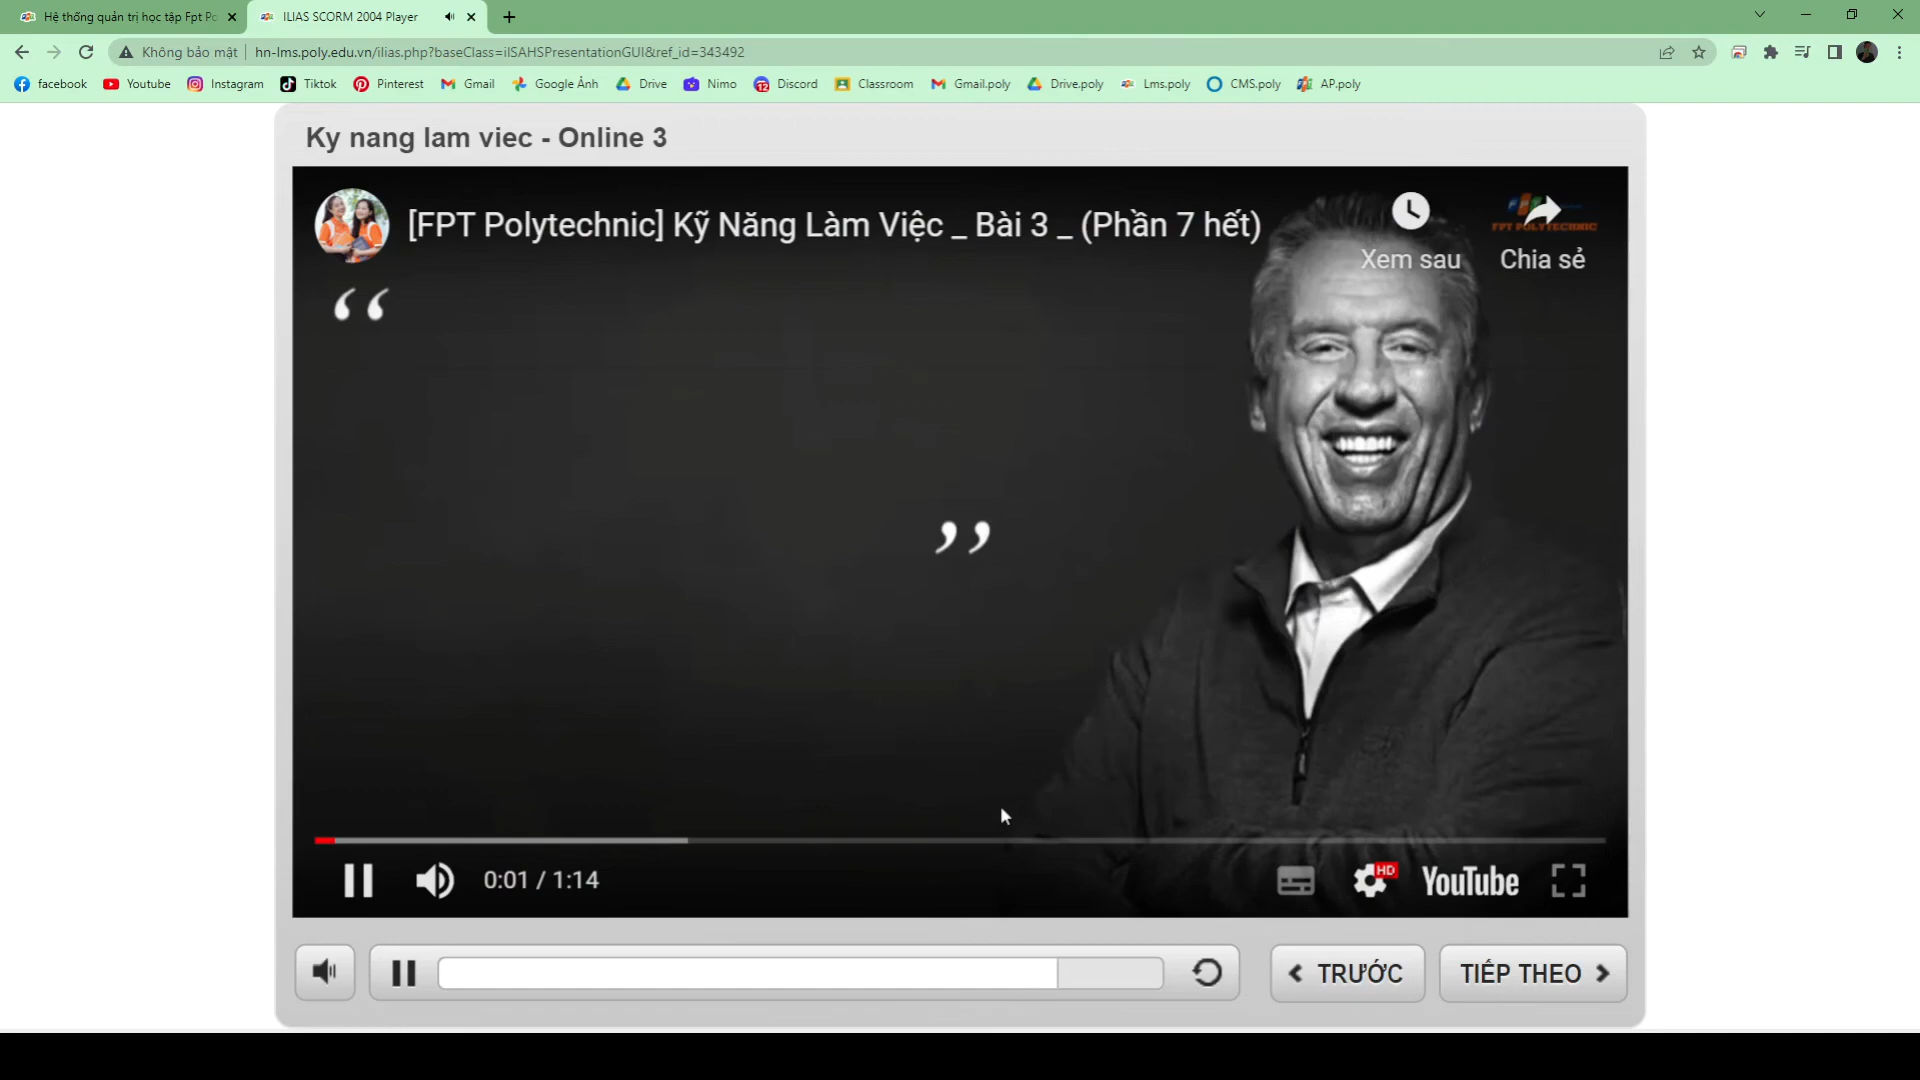 Hệ thống quản trị học tập Fpt Po
ILIAS SCORM 2004 Player
Không bảo mật
hn-lms.poly.edu.vn/ilias.php?baseClass=ilSAHSPresentationGUI&ref_id=343492
facebook
Youtube
Instagram
Tiktok
Pinterest
Gmail
Google Ảnh
Drive
Nimo
12
Discord
Classroom
Gmail.poly
Drive.poly
Lms.poly
CMS.poly
AP.poly
Ky nang lam viec - Online 3
[FPT Polytechnic] Kỹ Năng Làm Việc _ Bài 3 _ (Phần 7 hết)
FPT POLYTECHNIC
Xem sau
Chia sẻ
“
”
0:01 / 1:14
HD
YouTube
TRƯỚC
TIẾP THEO